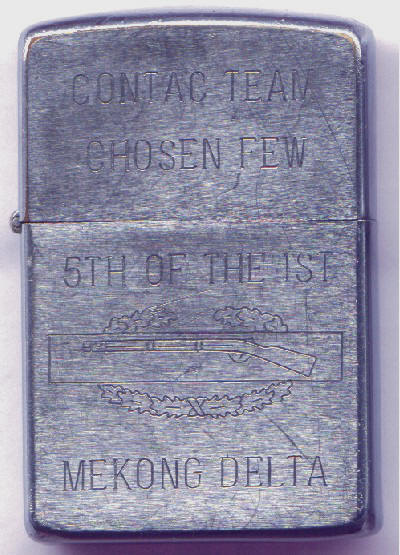 CONTAC TEAM
CHOSEN FEW
5TH OF THE 1ST
MEKONG DELTA